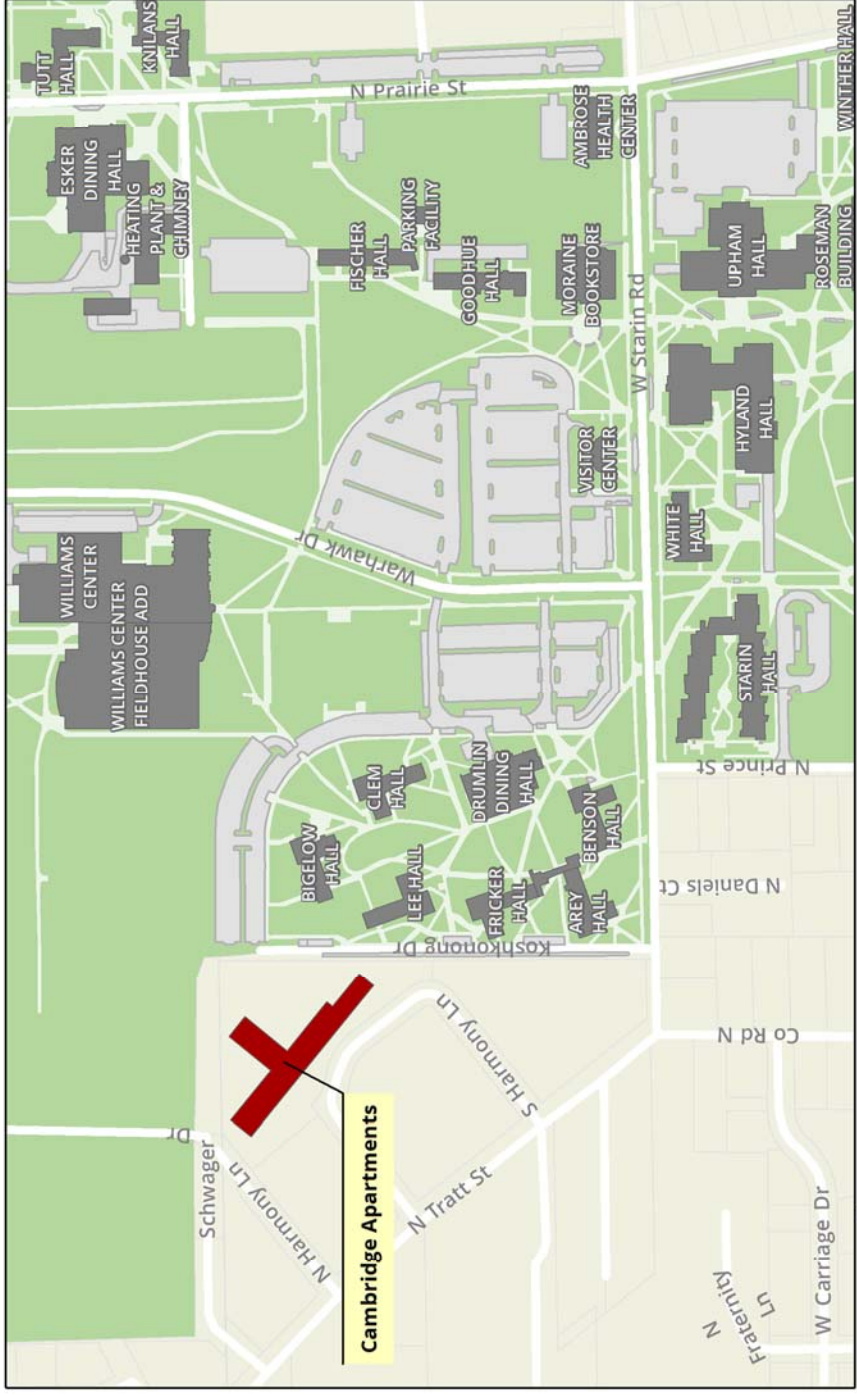 TUTT
HALL
KNILANS
HALL
ESKER
DINING
HALL
HEATING
PLANT &
CHIMNEY
N Prairie St
FISCHER
HALL
PARKING
FACILITY
GOODHUE
HALL
MORAINE
BOOKSTORE
AMBROSE
HEALTH
CENTER
W Starin Rd
UPHAM
HALL
ROSEMAN
BUILDING
WINTHER HALL
WILLIAMS
CENTER
WILLIAMS CENTER
FIELDHOUSE ADD
Warhawk Dr
VISITOR
CENTER
WHITE
HALL
HYLAND
HALL
STARIN
HALL
N Prince St
CLEM
HALL
BIGELOW
HALL
DRUMLIN
DINING
HALL
LEE HALL
FRICKER
HALL
BENSON
HALL
AREY
HALL
Koshkonong Dr
N Daniels Ct
Schwager
Dr
N Harmony Ln
S Harmony Ln
Cambridge Apartments
N Tratt St
Co Rd N
N
Fraternity
Ln
W Carriage Dr